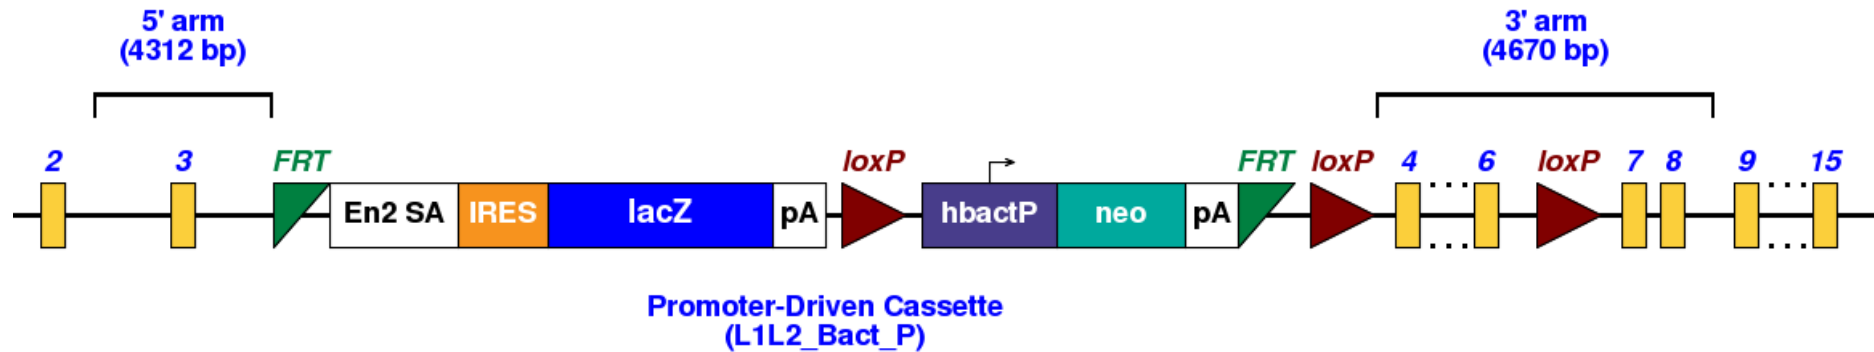 5' arm
(4312 bp)
3' arm
(4670 bp)
2 3 FRT loxP FRT loxP 4 6 loxP 7 8 9 15
En2 SA IRES lacZ pA hbactP neo pA
Promoter-Driven Cassette
(L1L2_Bact_P)